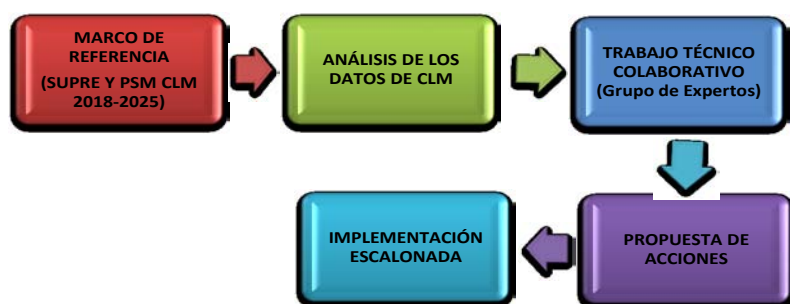 MARCO DE
REFERENCIA
(SUPRE Y PSM CLM
2018-2025)
ANÁLISIS DE LOS
DATOS DE CLM
TRABAJO TÉCNICO
COLABORATIVO
(Grupo de Expertos)
PROPUESTA DE
ACCIONES
IMPLEMENTACIÓN
ESCALONADA